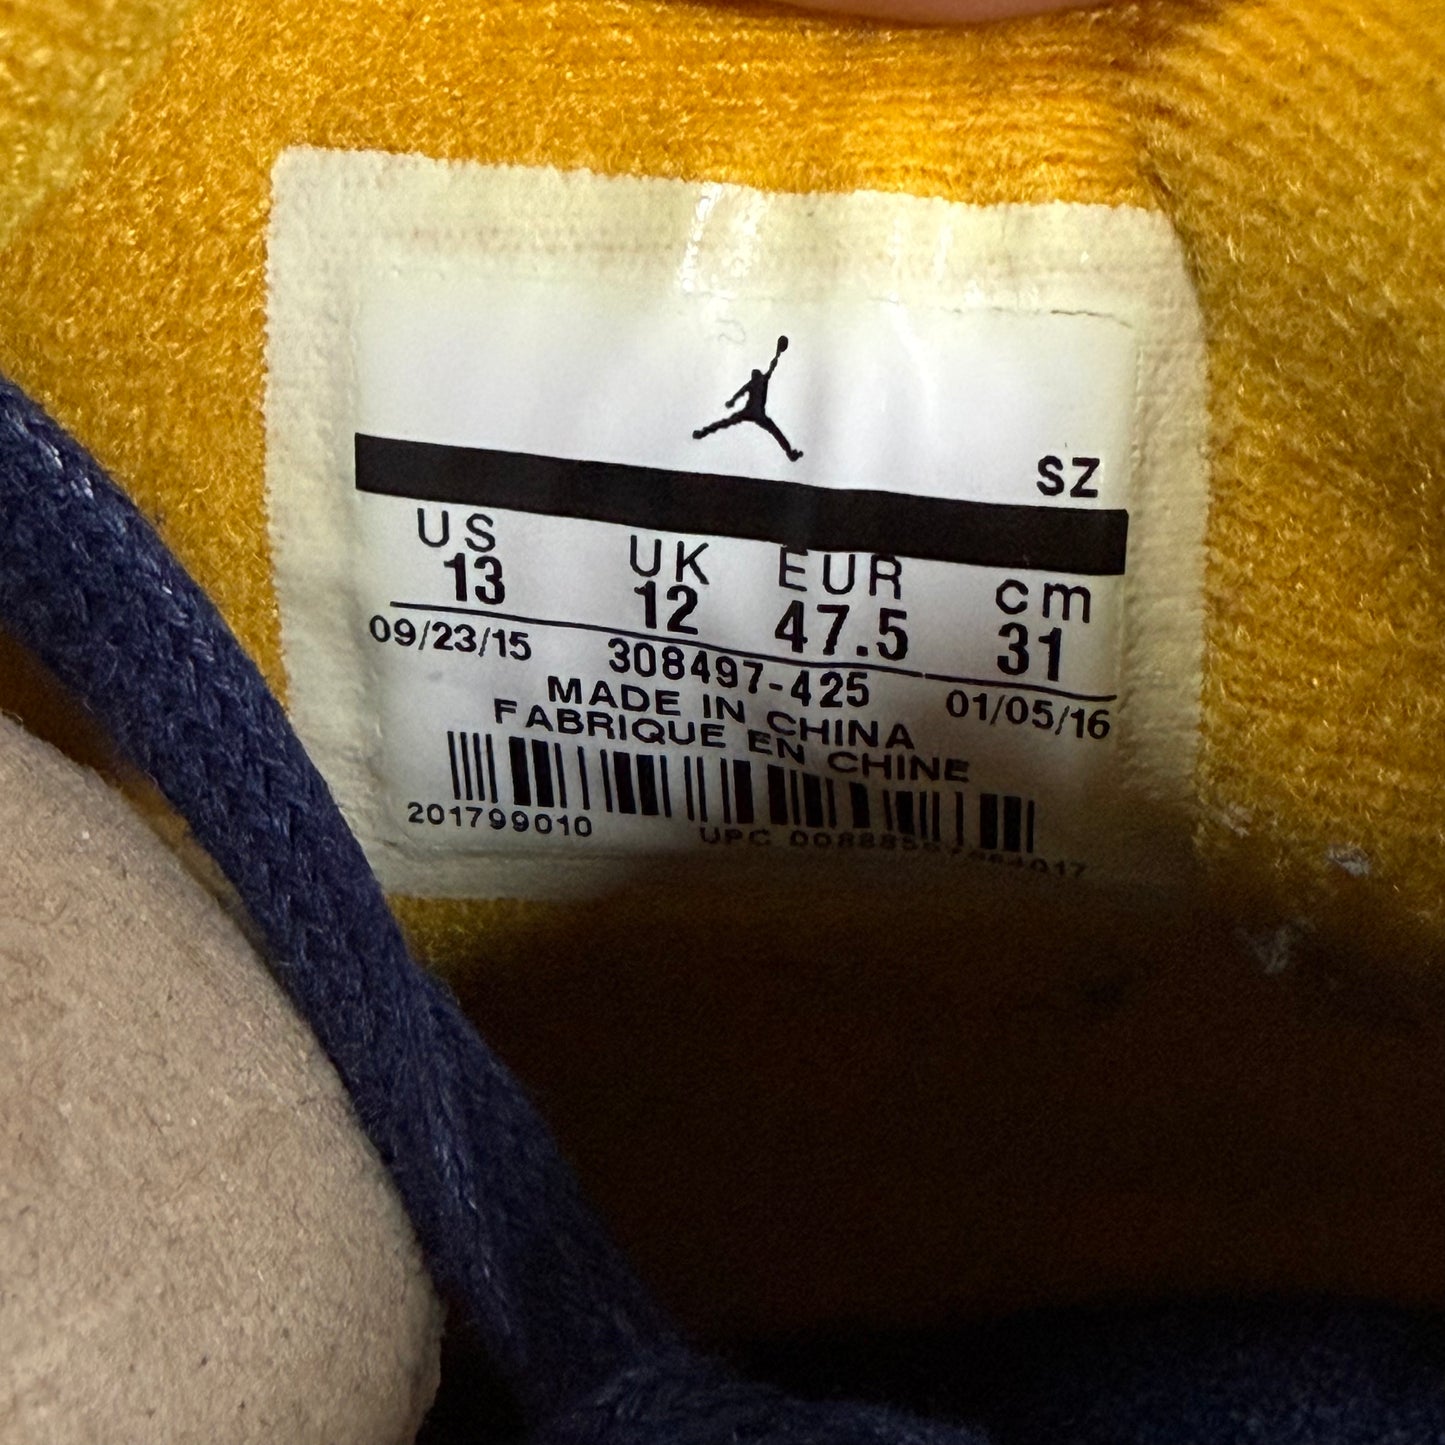 SZ
US UK EUR cm
13 12 47.5 31
09/23/15 308497-425 01/05/16
MADE IN CHINA
FABRIQUE EN CHINE
201799010 UPC